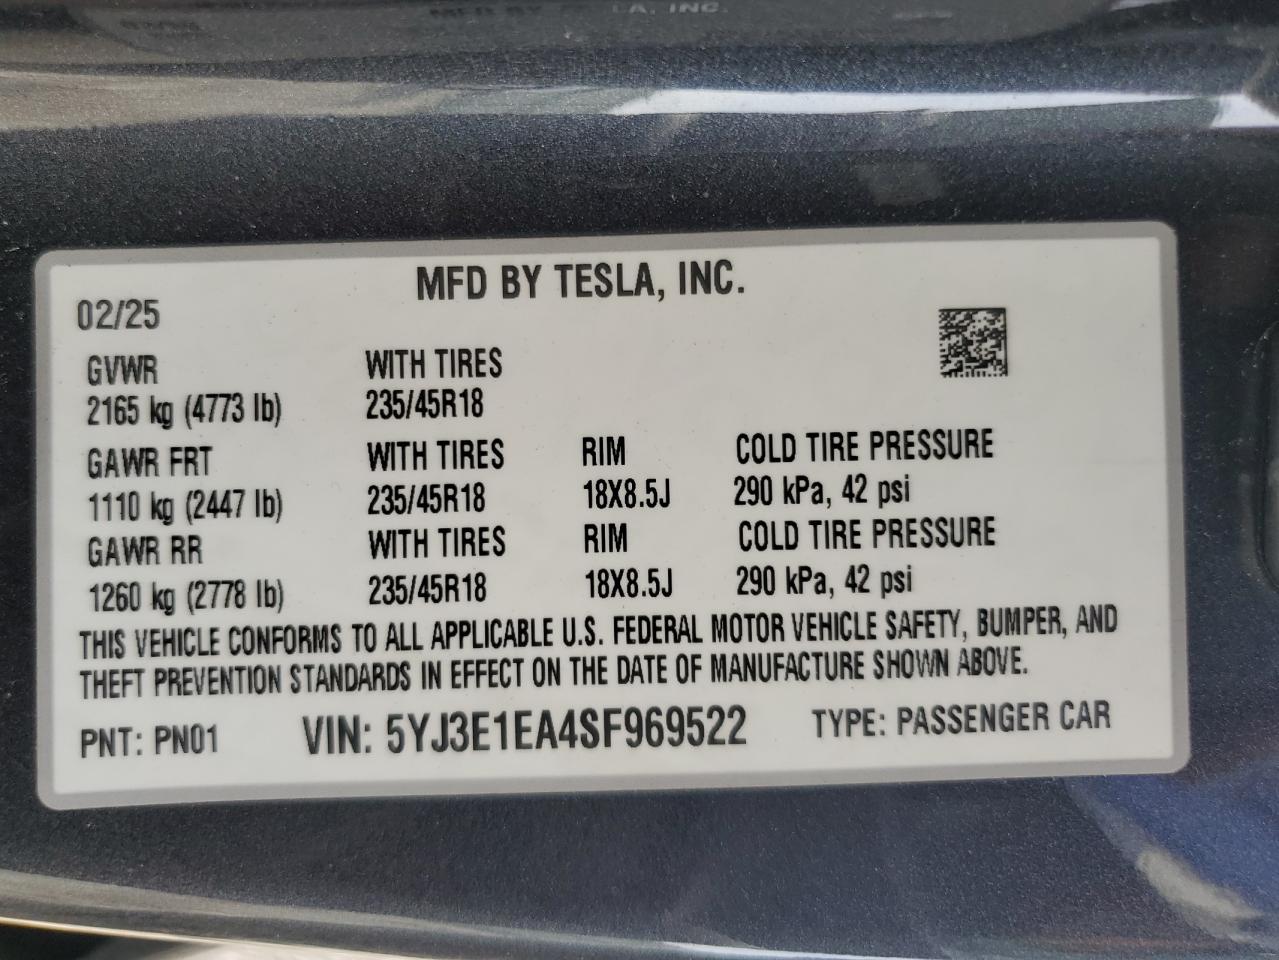 MFD BY TESLA, INC.
02/25
GVWR WITH TIRES
2165 kg (4773 lb) 235/45R18
GAWR FRT WITH TIRES RIM COLD TIRE PRESSURE
1110 kg (2447 lb) 235/45R18 18X8.5J 290 kPa, 42 psi
GAWR RR WITH TIRES RIM COLD TIRE PRESSURE
1260 kg (2778 lb) 235/45R18 18X8.5J 290 kPa, 42 psi
THIS VEHICLE CONFORMS TO ALL APPLICABLE U.S. FEDERAL MOTOR VEHICLE SAFETY, BUMPER, AND
THEFT PREVENTION STANDARDS IN EFFECT ON THE DATE OF MANUFACTURE SHOWN ABOVE.
PNT: PN01 VIN: 5YJ3E1EA4SF969522 TYPE: PASSENGER CAR